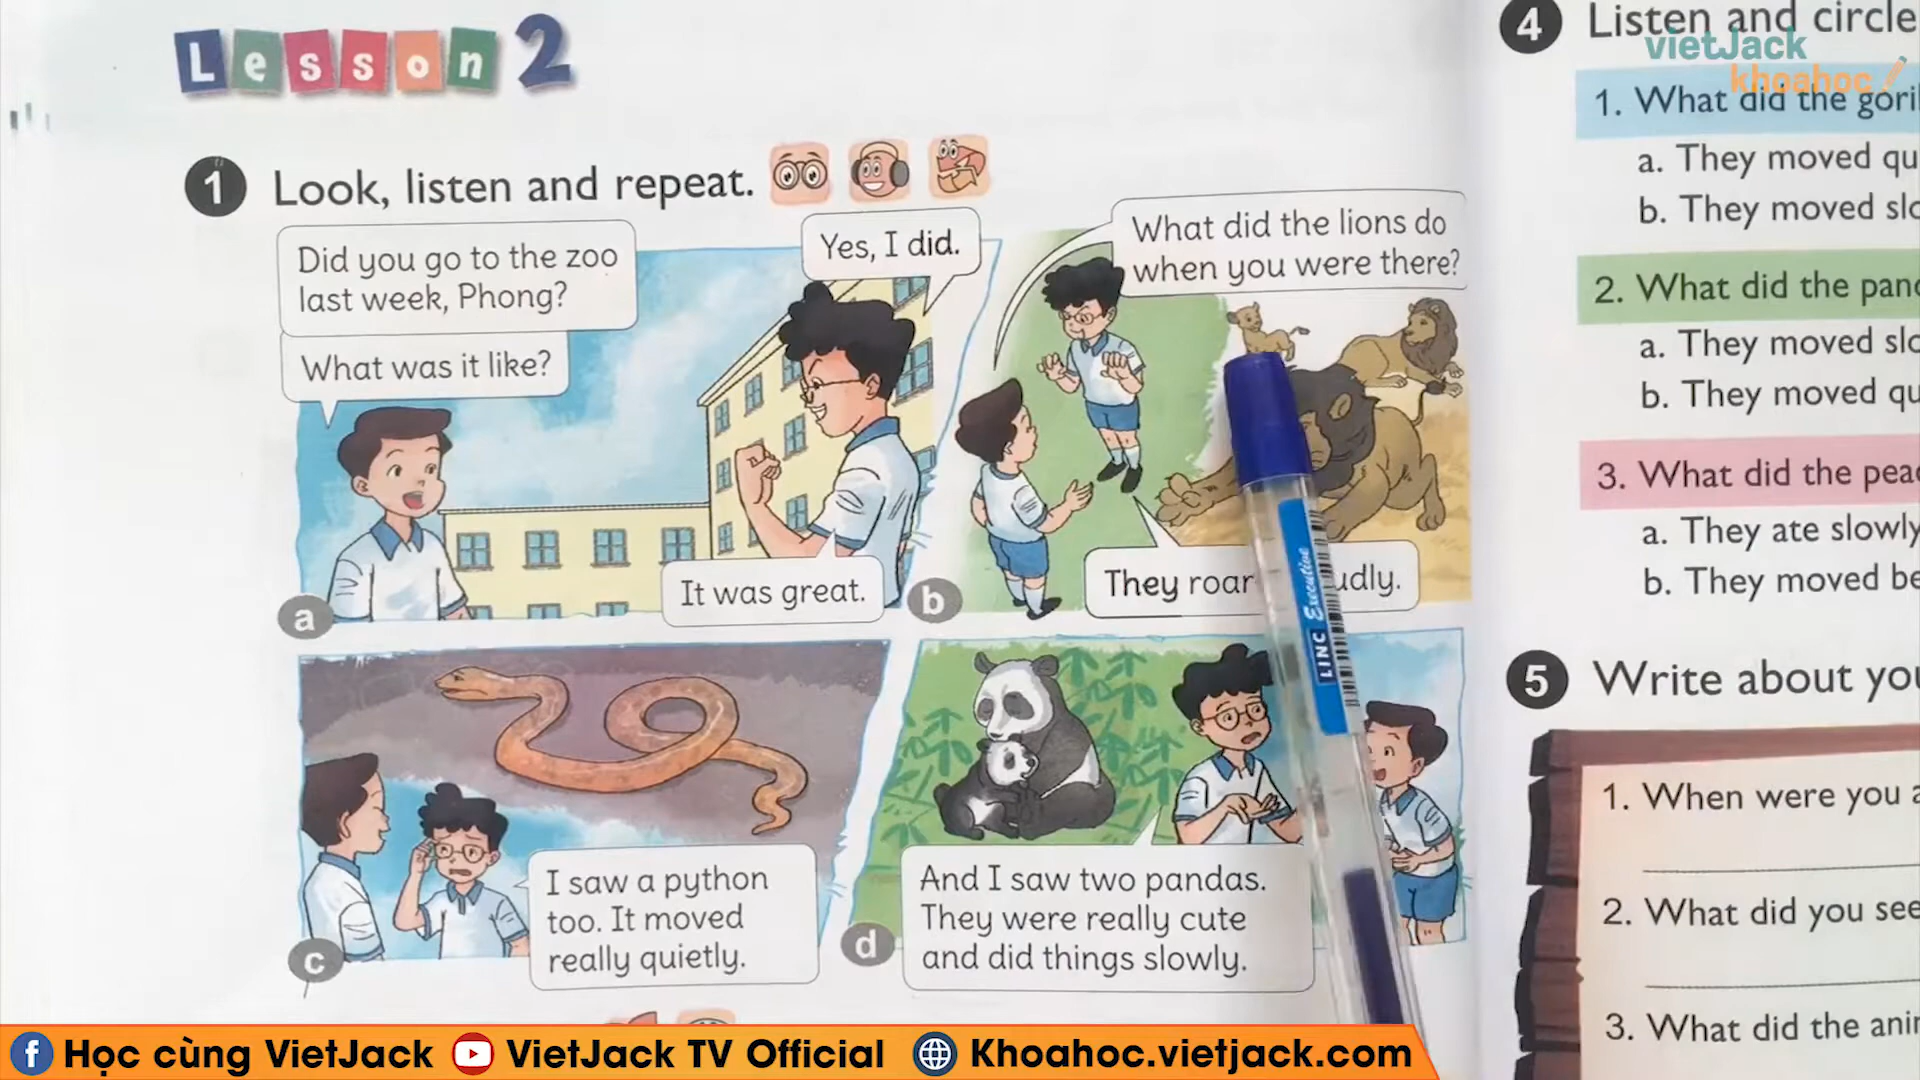 Lesson 2
1 Look, listen and repeat.
Did you go to the zoo
last week, Phong?
What was it like?
Yes, I did.
It was great.
a
What did the lions do
when you were there?
They roar udly.
b
I saw a python
too. It moved
really quietly.
c
And I saw two pandas.
They were really cute
and did things slowly.
d
LINC Executive
4 Listen and circle
1. What did the goril
a. They moved qu
b. They moved slo
2. What did the pand
a. They moved slo
b. They moved qu
3. What did the pea
a. They ate slowly
b. They moved be
5 Write about you
1. When were you a
2. What did you see
3. What did the anim
vietJack
khoahoc
Học cùng VietJack
VietJack TV Official
Khoahoc.vietjack.com